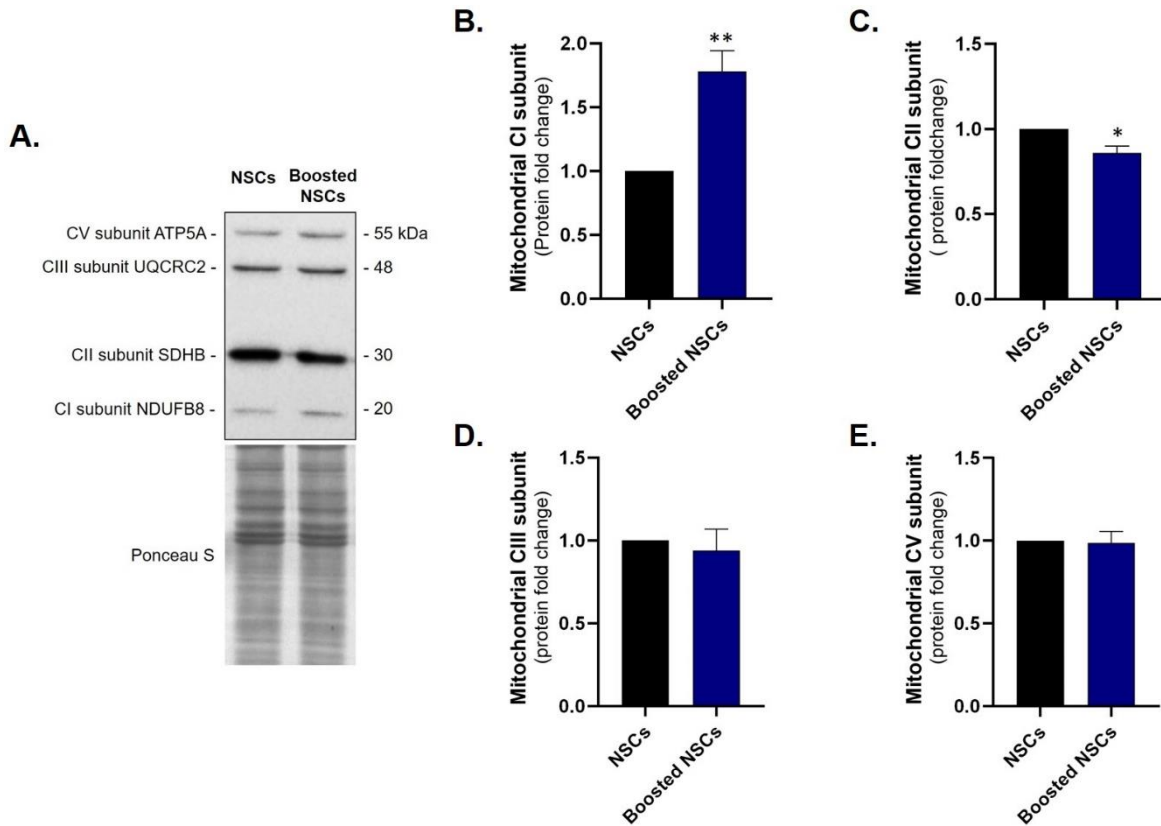 A.
NSCs
Boosted
NSCs
CV subunit ATP5A -
- 55 kDa
CIII subunit UQCRC2 -
- 48
CII subunit SDHB -
- 30
CI subunit NDUFB8 -
- 20
Ponceau S
B.
Mitochondrial CI subunit
(Protein fold change)
2.0
1.5
1.0
0.5
0.0
**
NSCs
Boosted NSCs
C.
Mitochondrial CII subunit
( protein foldchange)
1.5
1.0
0.5
0.0
*
NSCs
Boosted NSCs
D.
Mitochondrial CIII subunit
(protein fold change)
1.5
1.0
0.5
0.0
NSCs
Boosted NSCs
E.
Mitochondrial CV subunit
(protein fold change)
1.5
1.0
0.5
0.0
NSCs
Boosted NSCs